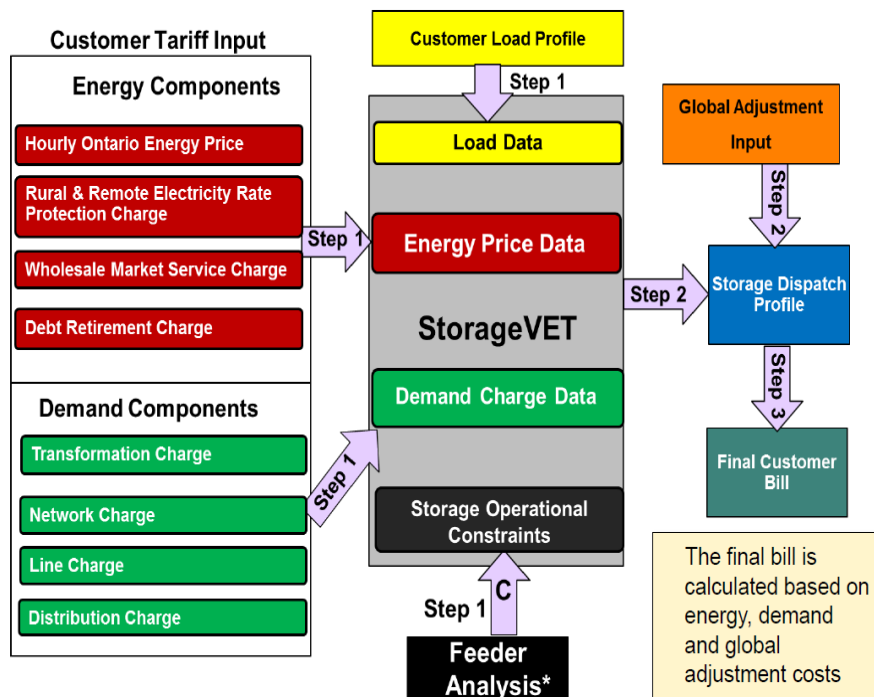 Customer Tariff Input
Energy Components
Hourly Ontario Energy Price
Rural & Remote Electricity Rate
Protection Charge
Wholesale Market Service Charge
Debt Retirement Charge
Demand Components
Transformation Charge
Network Charge
Line Charge
Distribution Charge
Step 1
Step 1
Customer Load Profile
Step 1
Load Data
Energy Price Data
StorageVET
Demand Charge Data
Storage Operational
Constraints
C
Step 1
Feeder
Analysis*
Step 2
Global Adjustment
Input
Step 2
Storage Dispatch
Profile
Step 3
Final Customer
Bill
The final bill is
calculated based on
energy, demand
and global
adjustment costs